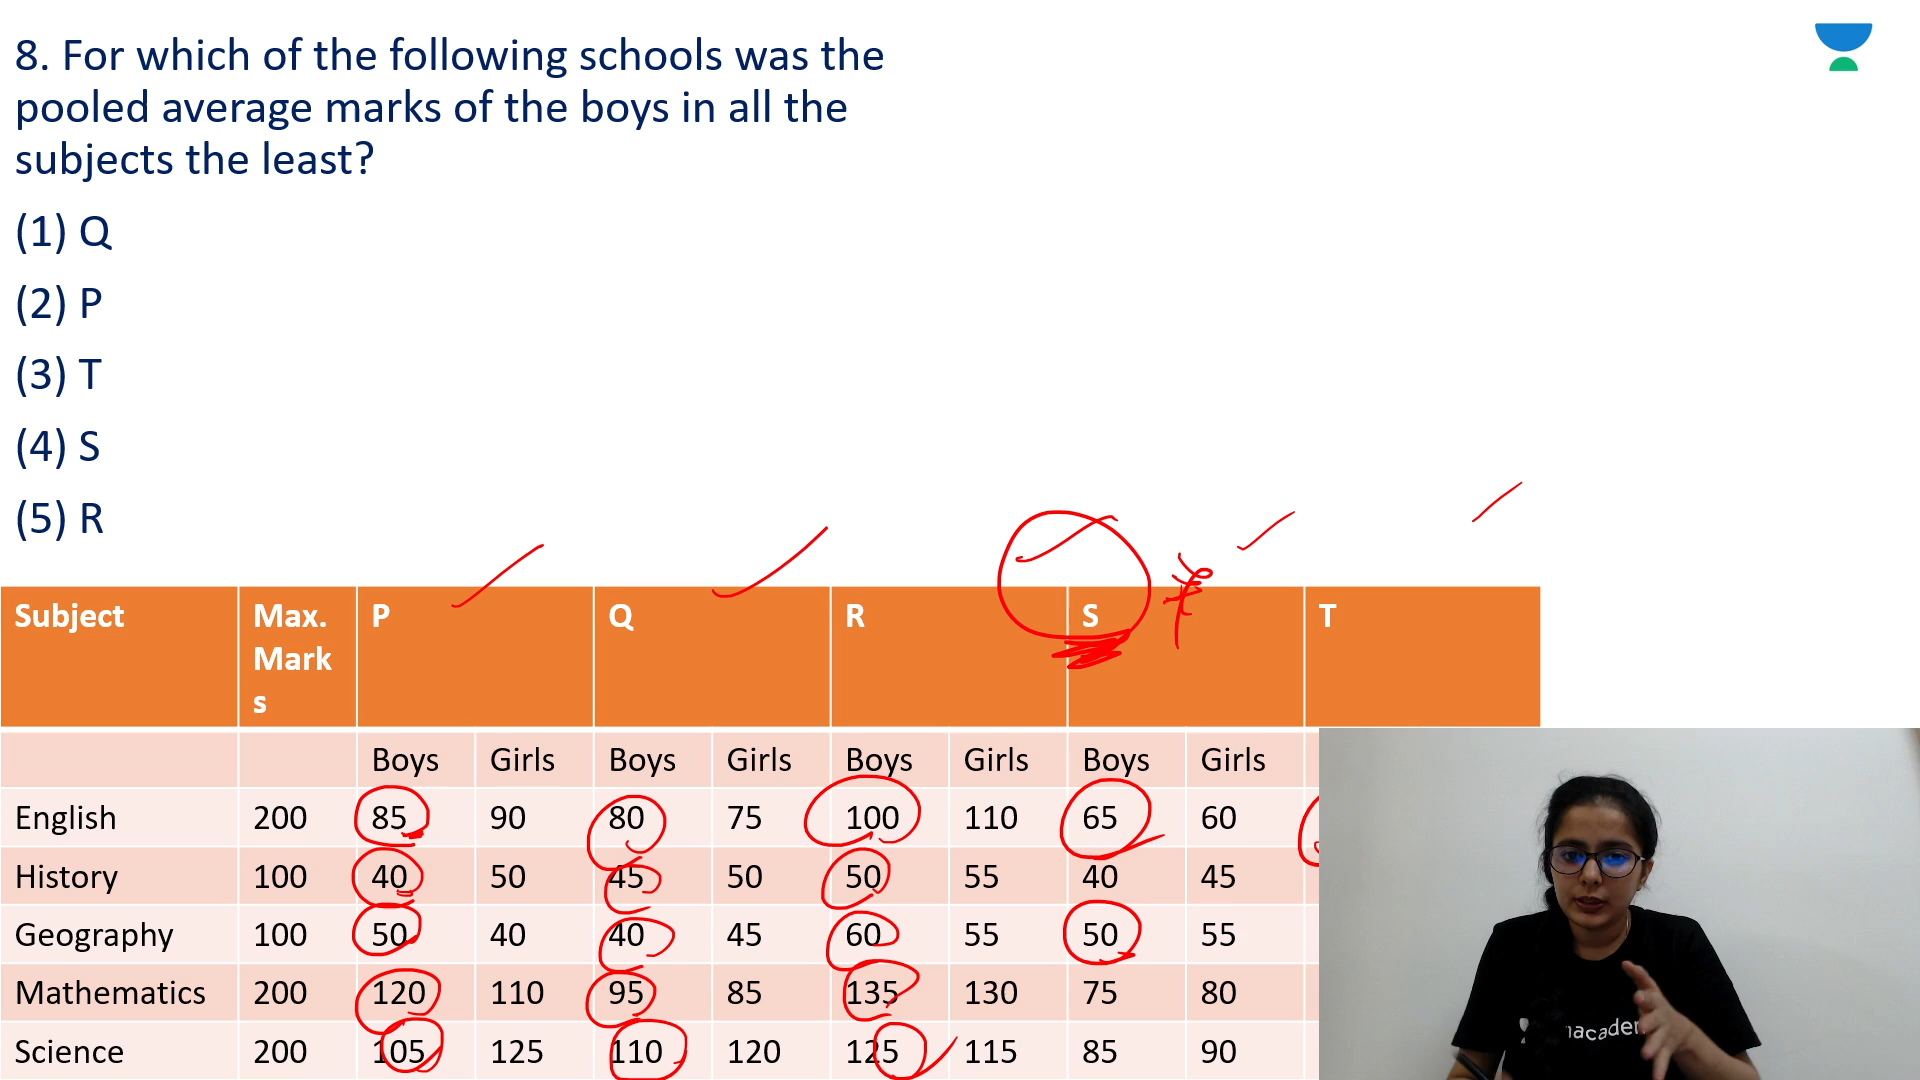 8. For which of the following schools was the
pooled average marks of the boys in all the
subjects the least?
(1) Q
(2) P
(3) T
(4) S
(5) R
Subject Max. Marks P Q R S T
Boys Girls Boys Girls Boys Girls Boys Girls
English 200 85 90 80 75 100 110 65 60
History 100 40 50 45 50 50 55 40 45
Geography 100 50 40 40 45 60 55 50 55
Mathematics 200 120 110 95 85 135 130 75 80
Science 200 105 125 110 120 125 115 85 90